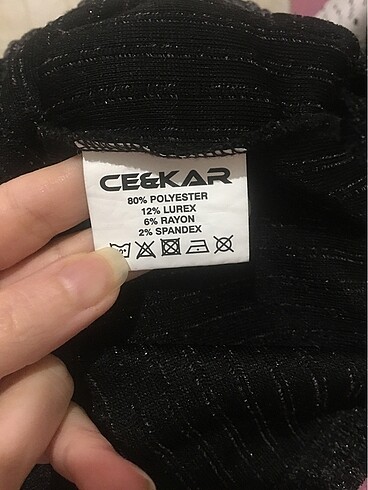 CE&KAR
80% POLYESTER
12% LUREX
6% RAYON
2% SPANDEX